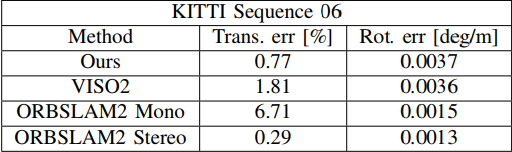 KITTI Sequence 06
Method Trans. err [%] Rot. err [deg/m]
Ours 0.77 0.0037
VISO2 1.81 0.0036
ORBSLAM2 Mono 6.71 0.0015
ORBSLAM2 Stereo 0.29 0.0013